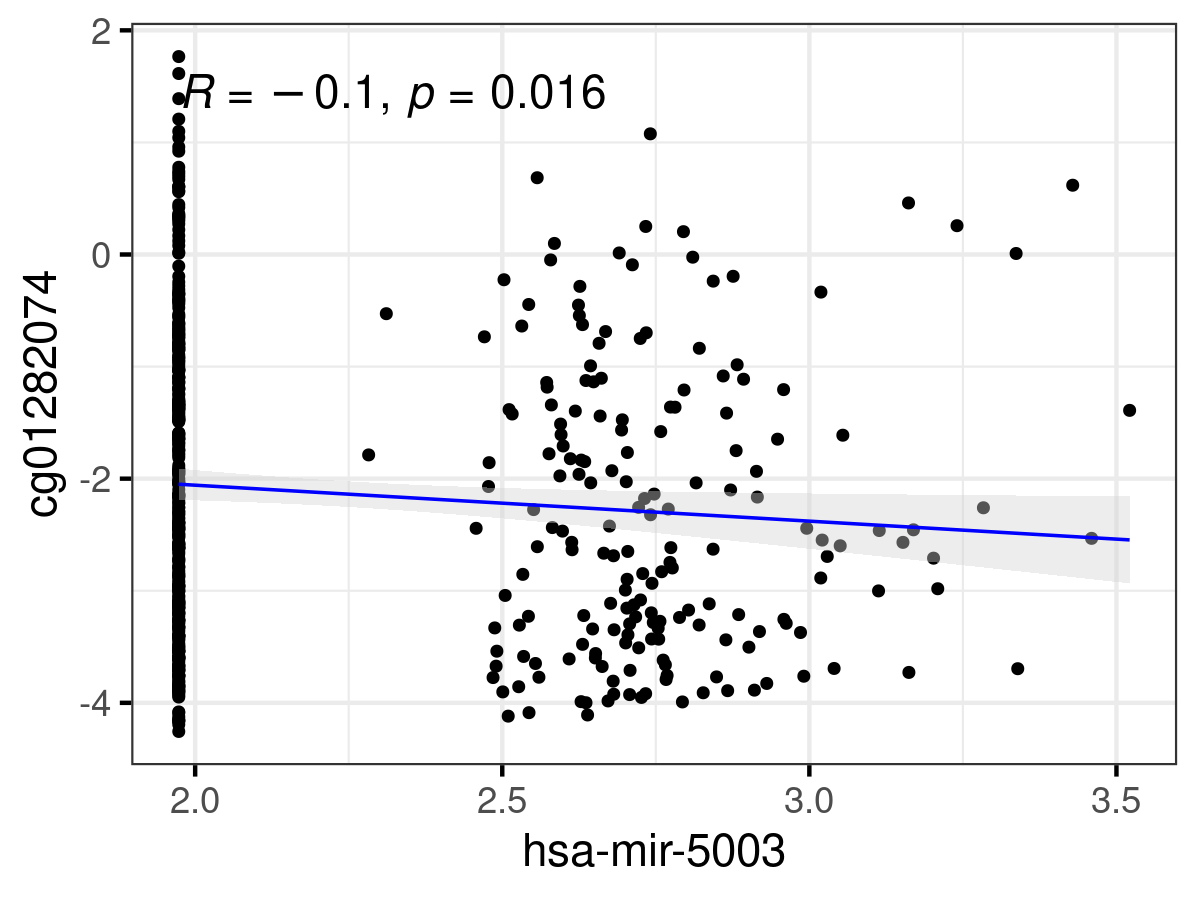 R = −0.1, p = 0.016
2
0
-2
-4
cg01282074
2.0 2.5 3.0 3.5
hsa-mir-5003